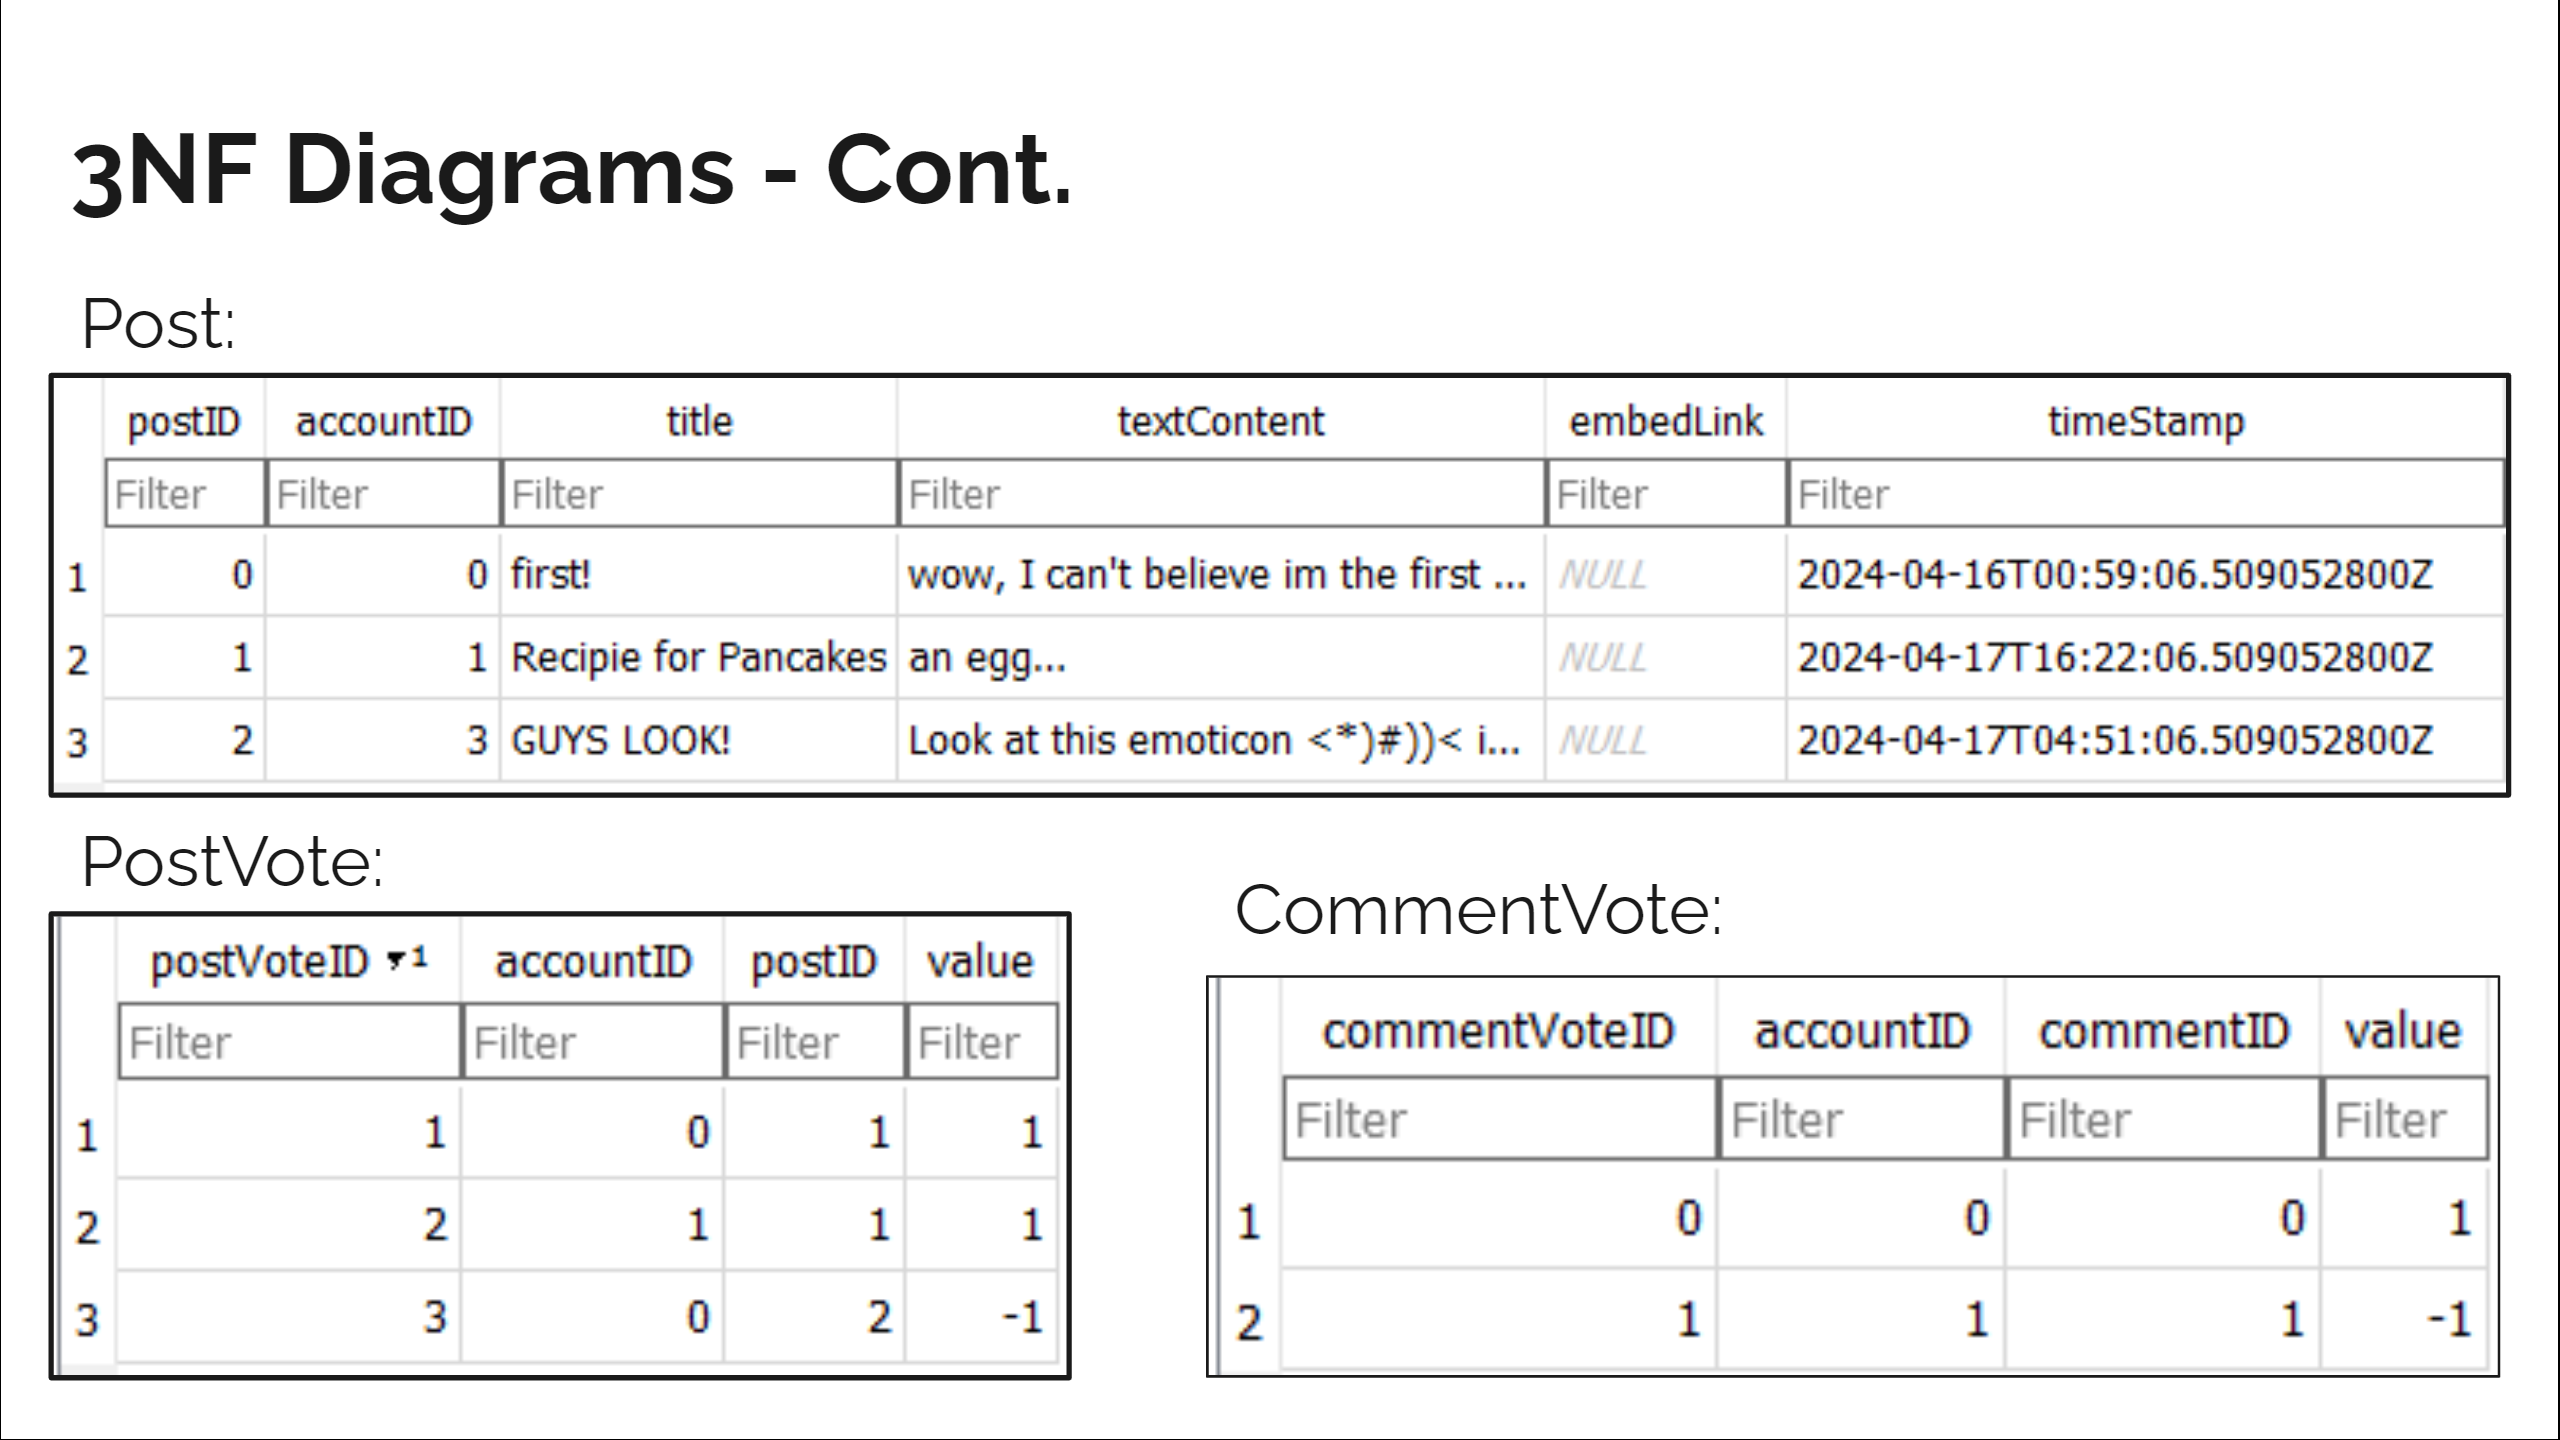 3NF Diagrams - Cont.
Post:
postID accountID title textContent embedLink timeStamp
Filter Filter Filter Filter Filter Filter
1 0 0 first! wow, I can't believe im the first ... NULL 2024-04-16T00:59:06.509052800Z
2 1 1 Recipie for Pancakes an egg... NULL 2024-04-17T16:22:06.509052800Z
3 2 3 GUYS LOOK! Look at this emoticon <*)#))< i... NULL 2024-04-17T04:51:06.509052800Z
PostVote:
postVoteID ▼1 accountID postID value
Filter Filter Filter Filter
1 1 0 1 1
2 2 1 1 1
3 3 0 2 -1
CommentVote:
commentVoteID accountID commentID value
Filter Filter Filter Filter
1 0 0 0 1
2 1 1 1 -1